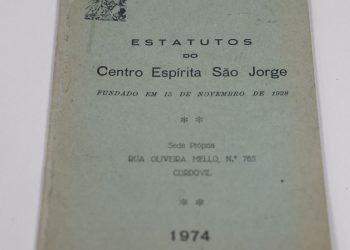 ESTATUTOS
DO
Centro Espírita São Jorge
FUNDADO EM 15 DE NOVEMBRO DE 1928
* *
Sede Própria
RUA OLIVEIRA MELLO, N.º 765
CORDOVIL
* *
1974